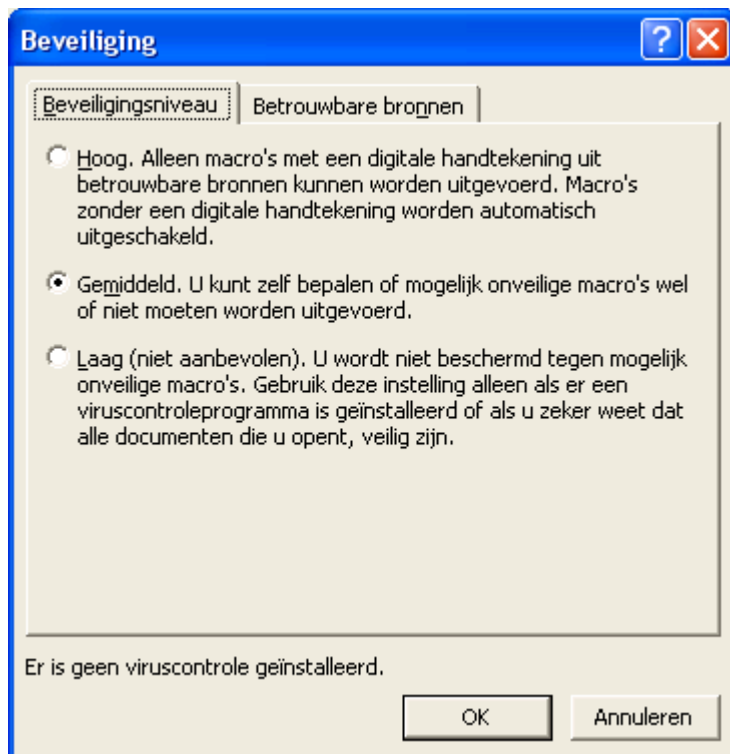 Beveiliging
Beveiligingsniveau
Betrouwbare bronnen
Hoog. Alleen macro's met een digitale handtekening uit
betrouwbare bronnen kunnen worden uitgevoerd. Macro's
zonder een digitale handtekening worden automatisch
uitgeschakeld.
Gemiddeld. U kunt zelf bepalen of mogelijk onveilige macro's wel
of niet moeten worden uitgevoerd.
Laag (niet aanbevolen). U wordt niet beschermd tegen mogelijk
onveilige macro's. Gebruik deze instelling alleen als er een
viruscontroleprogramma is geïnstalleerd of als u zeker weet dat
alle documenten die u opent, veilig zijn.
Er is geen viruscontrole geïnstalleerd.
OK
Annuleren